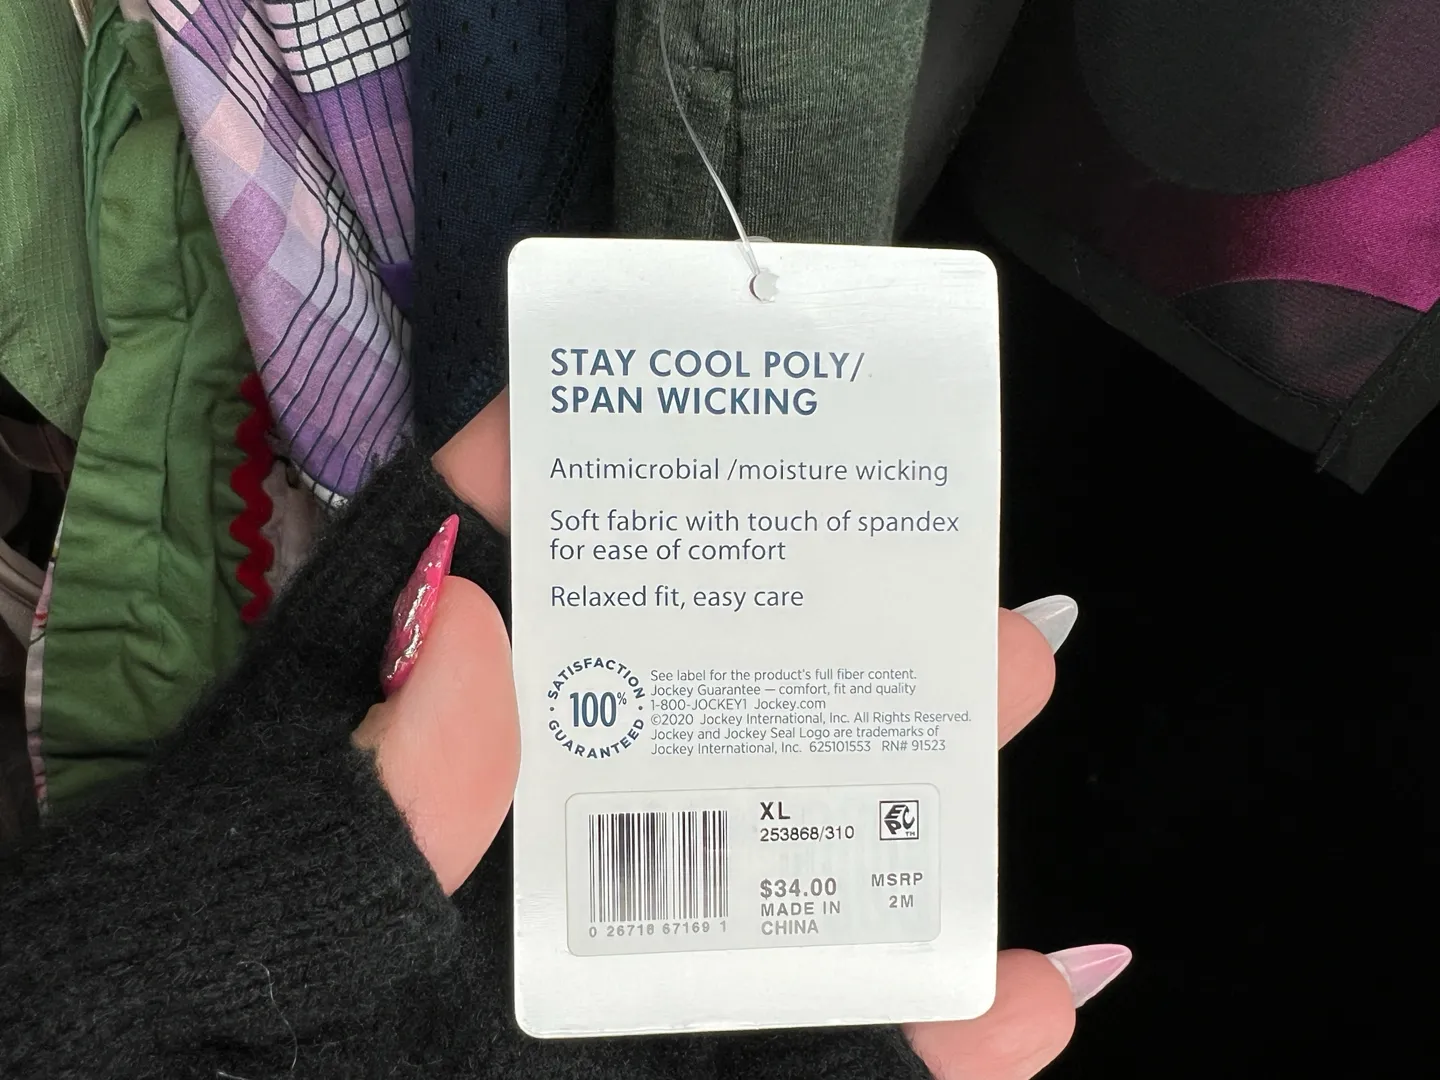 STAY COOL POLY/
SPAN WICKING
Antimicrobial /moisture wicking
Soft fabric with touch of spandex
for ease of comfort
Relaxed fit, easy care
SATISFACTION
100%
GUARANTEED
See label for the product's full fiber content.
Jockey Guarantee — comfort, fit and quality
1-800-JOCKEY1 Jockey.com
©2020 Jockey International, Inc. All Rights Reserved.
Jockey and Jockey Seal Logo are trademarks of
Jockey International, Inc. 625101553 RN# 91523
XL
253868/310
EPC TM
$34.00
MSRP
MADE IN
2M
CHINA
0 26718 67169 1